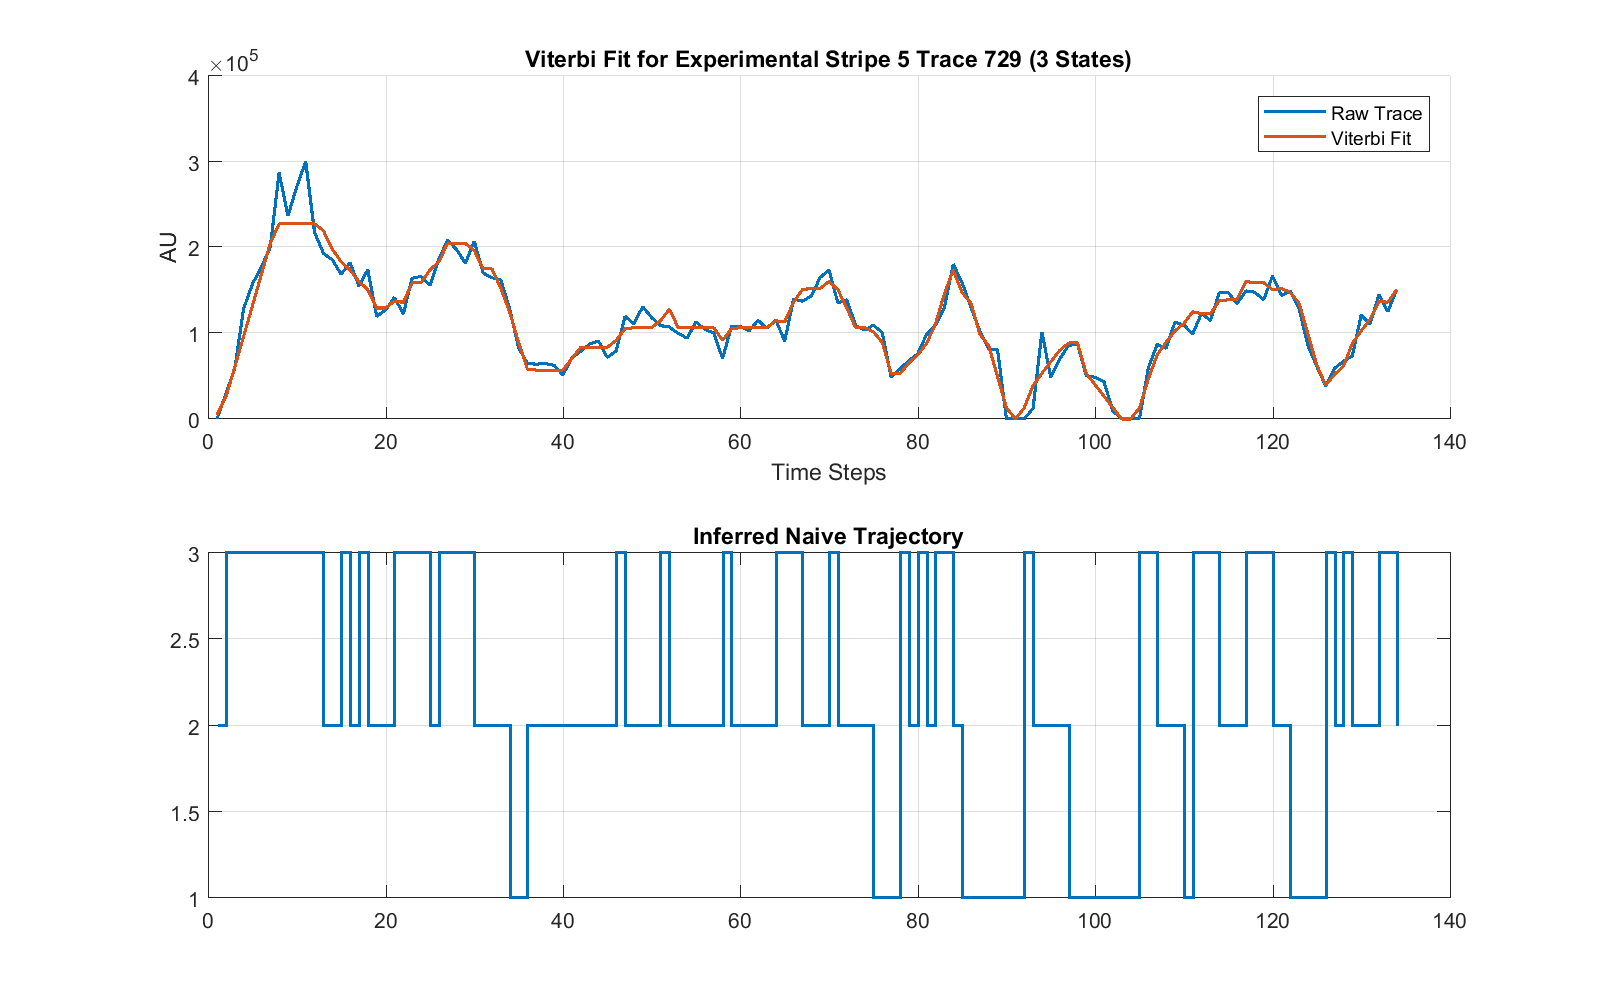 Viterbi Fit for Experimental Stripe 5 Trace 729 (3 States)
×10^5
4
3
2
1
0
AU
Raw Trace
Viterbi Fit
0 20 40 60 80 100 120 140
Time Steps
Inferred Naive Trajectory
3
2.5
2
1.5
1
0 20 40 60 80 100 120 140